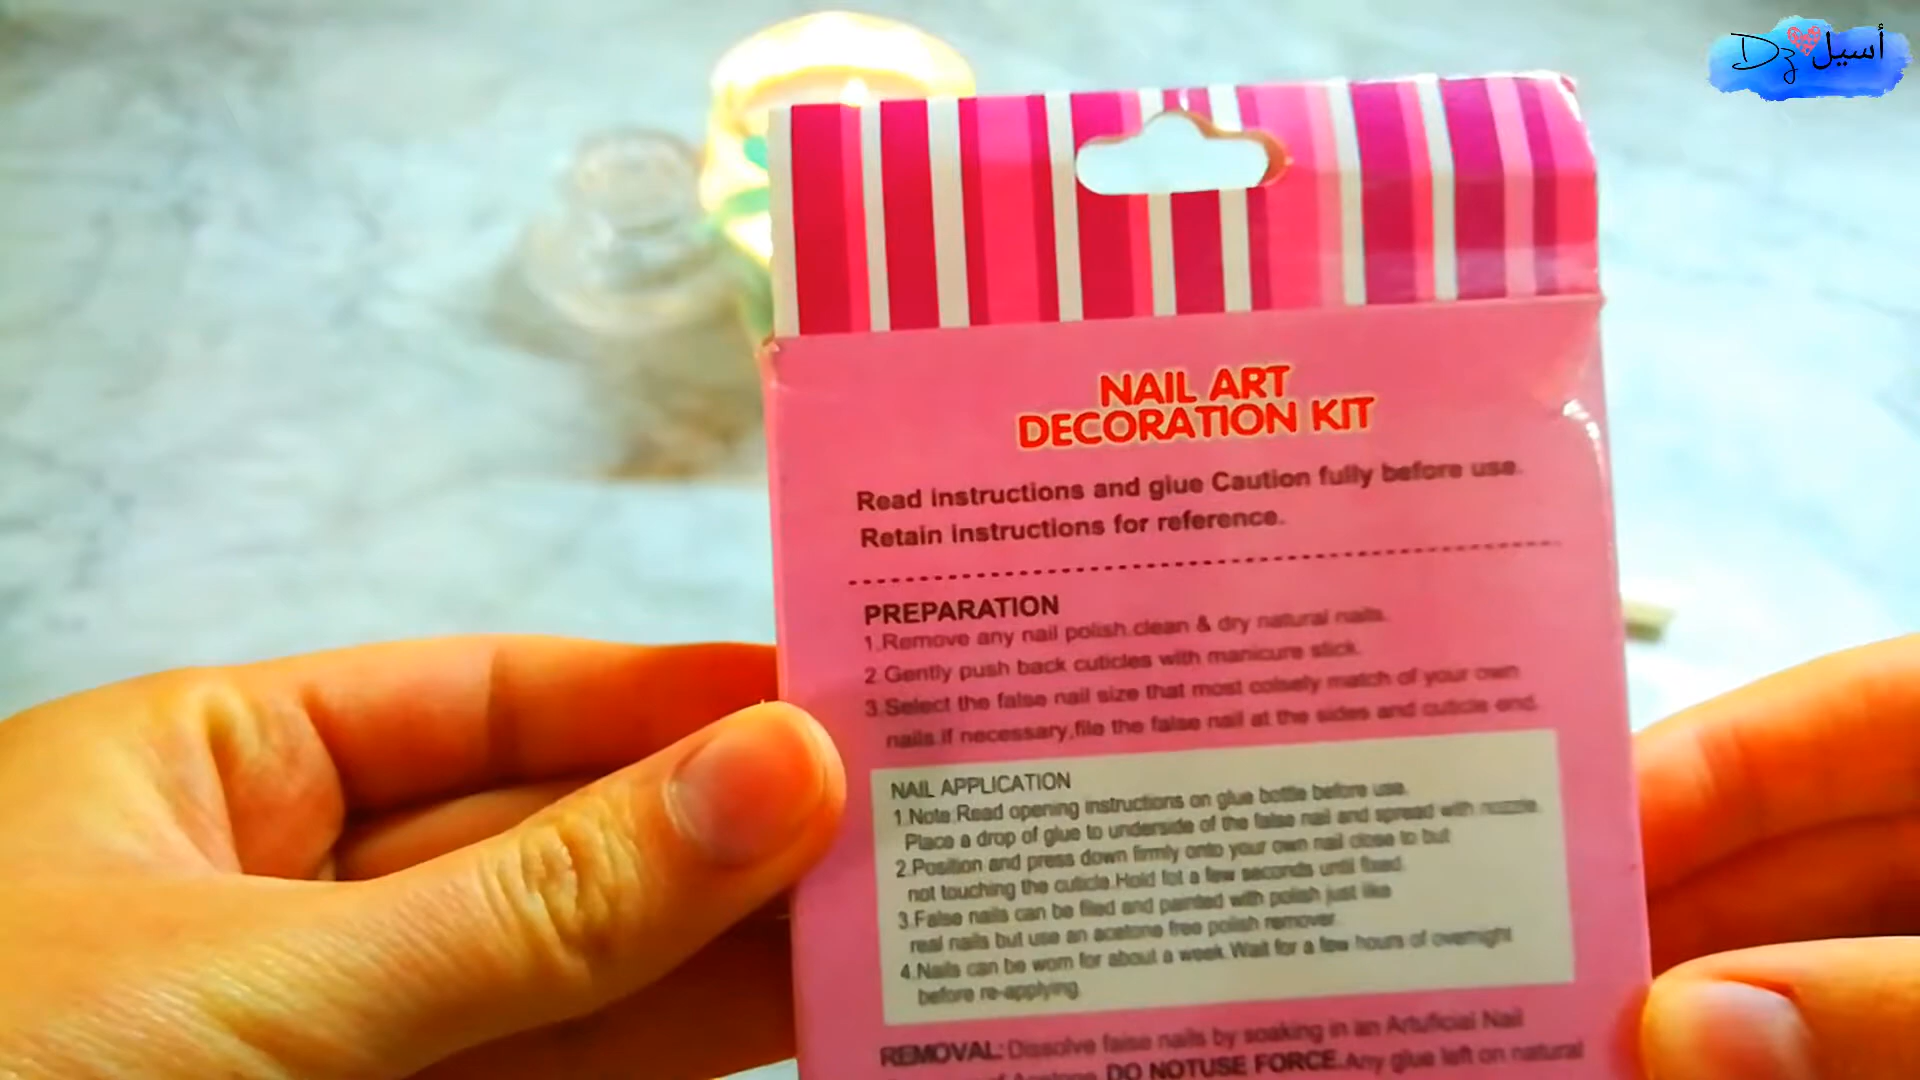 Dz أسيل
NAIL ART
DECORATION KIT
Read instructions and glue Caution fully before use.
Retain instructions for reference.
PREPARATION
1.Remove any nail polish.clean & dry natural nails.
2.Gently push back cuticles with manicure stick.
3.Select the false nail size that most colsely match of your own
nails.if necessary,file the false nail at the sides and cuticle end.
NAIL APPLICATION
1.Note:Read opening instructions on glue bottle before use.
Place a drop of glue to underside of the false nail and spread with nozzle.
2.Position and press down firmly onto your own nail close to but
not touching the cuticle.Hold fot a few seconds until fixed.
3.False nails can be filed and painted with polish just like
real nails but use an acetone free polish remover.
4.Nails can be worn for about a week.Wait for a few hours of overnight
before re-applying.
REMOVAL:Dissolve false nails by soaking in an Artuficial Nail
of Acetone. DO NOTUSE FORCE.Any glue left on natural